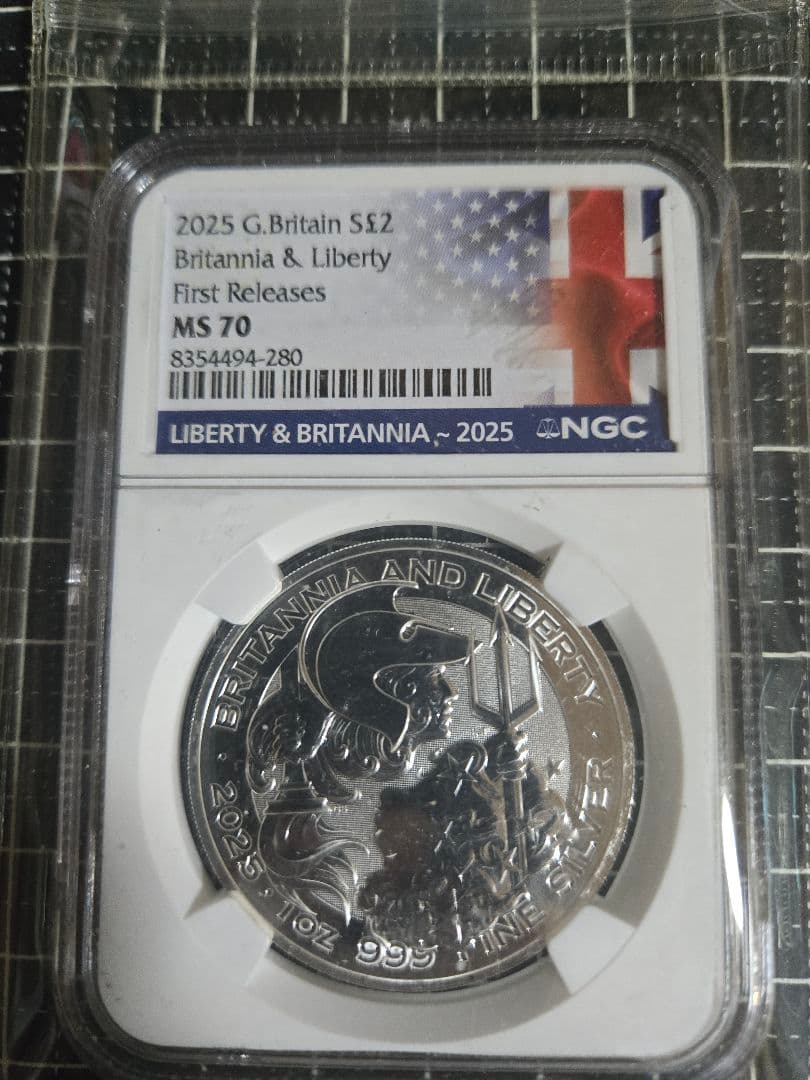 2025 G.Britain S£2
Britannia & Liberty
First Releases
MS 70
8354494-280
LIBERTY & BRITANNIA ~ 2025 NGC
BRITANNIA AND LIBERTY
· 2025 · 1OZ 999 FINE SILVER ·